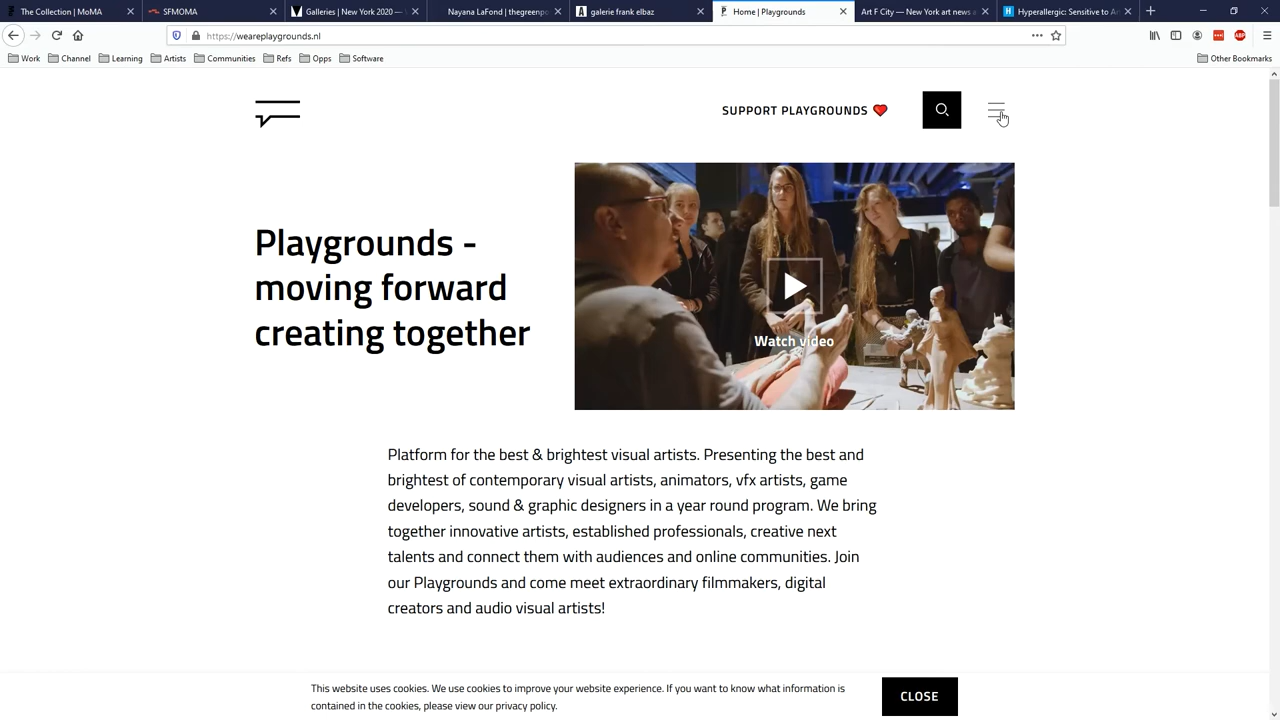 The Collection | MoMA
SFMOMA
Galleries | New York 2020 —
Nayana LaFond | thegreenpo
galerie frank elbaz
Home | Playgrounds
Art F City — New York art news a
Hyperallergic: Sensitive to Ar
https://weareplaygrounds.nl
Work
Channel
Learning
Artists
Communities
Refs
Opps
Software
Other Bookmarks
SUPPORT PLAYGROUNDS
Playgrounds -
moving forward
creating together
Watch video
Platform for the best & brightest visual artists. Presenting the best and
brightest of contemporary visual artists, animators, vfx artists, game
developers, sound & graphic designers in a year round program. We bring
together innovative artists, established professionals, creative next
talents and connect them with audiences and online communities. Join
our Playgrounds and come meet extraordinary filmmakers, digital
creators and audio visual artists!
This website uses cookies. We use cookies to improve your website experience. If you want to know what information is
contained in the cookies, please view our privacy policy.
CLOSE